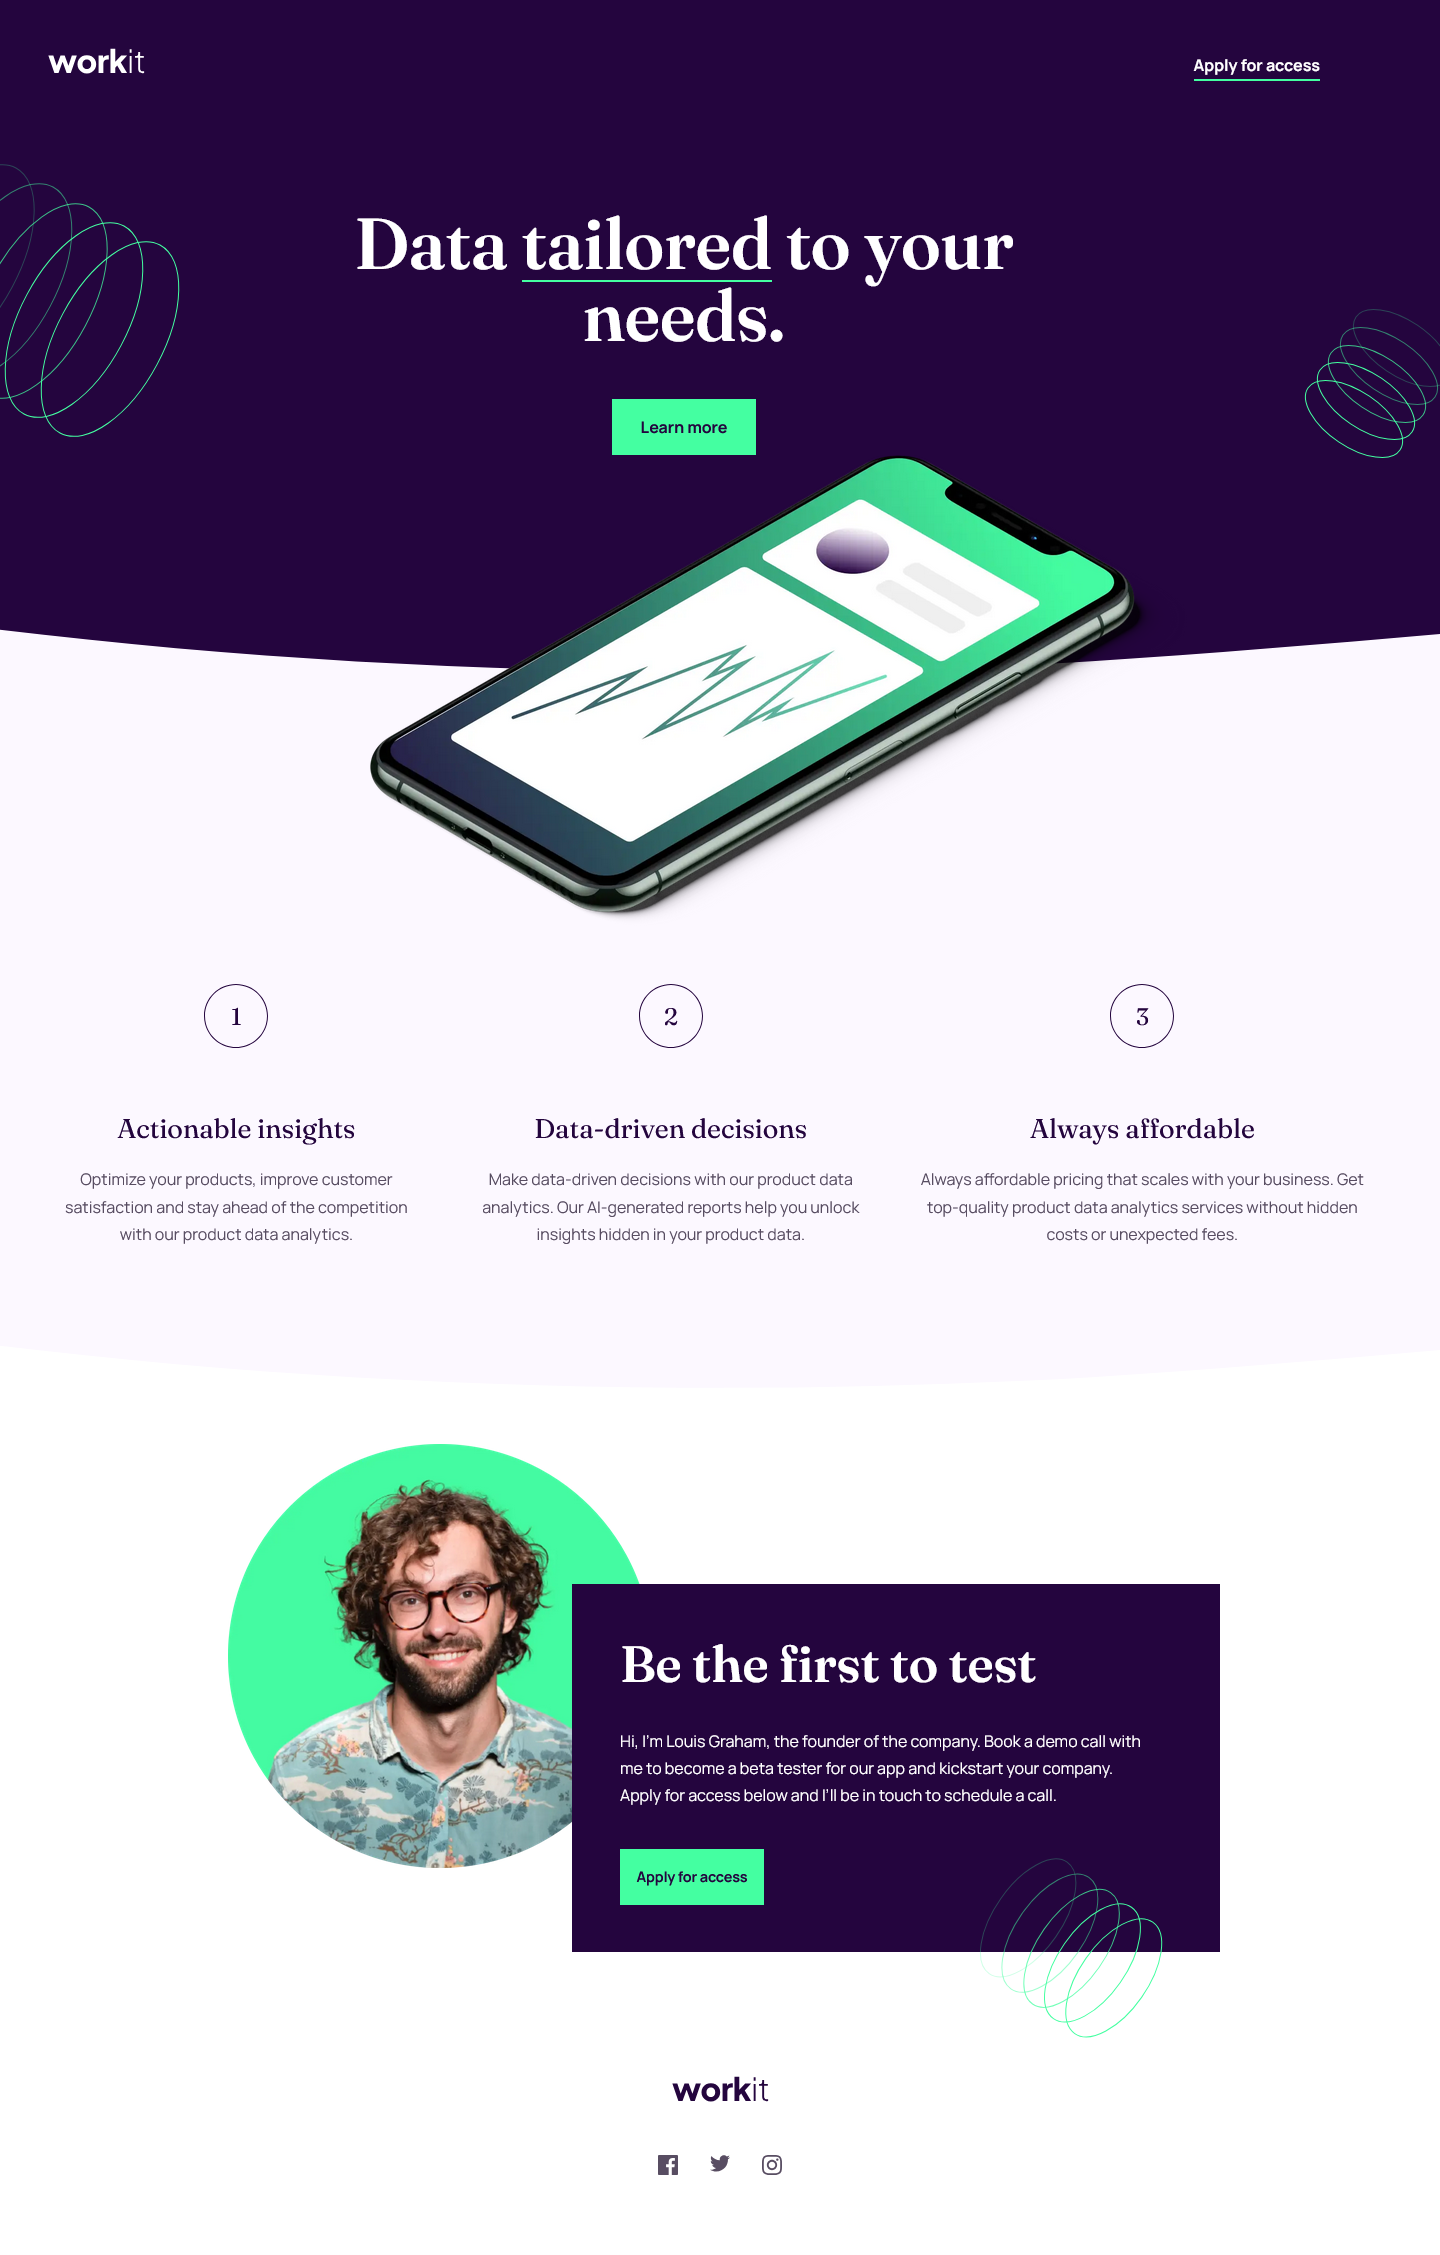 workit
Apply for access
Data tailored to your
needs.
Learn more
1
2
3
Actionable insights
Data-driven decisions
Always affordable
Optimize your products, improve customer
satisfaction and stay ahead of the competition
with our product data analytics.
Make data-driven decisions with our product data
analytics. Our AI-generated reports help you unlock
insights hidden in your product data.
Always affordable pricing that scales with your business. Get
top-quality product data analytics services without hidden
costs or unexpected fees.
Be the first to test
Hi, I'm Louis Graham, the founder of the company. Book a demo call with
me to become a beta tester for our app and kickstart your company.
Apply for access below and I'll be in touch to schedule a call.
Apply for access
workit